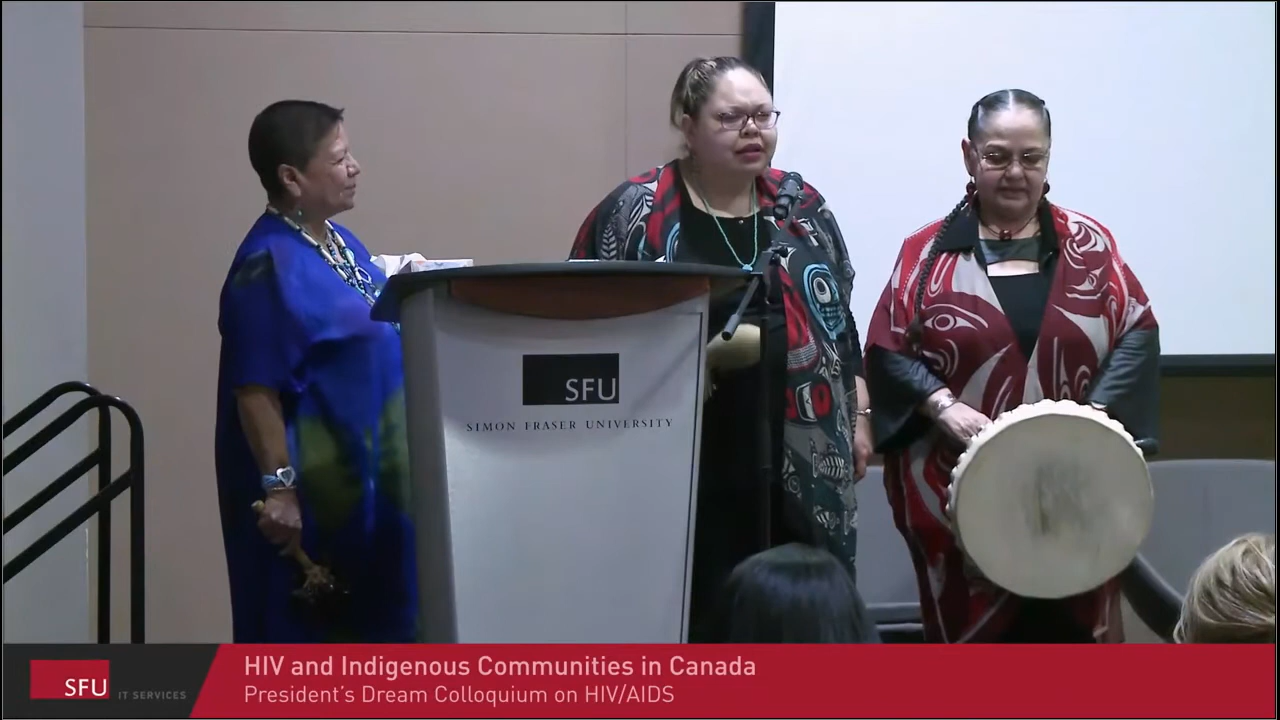 SFU
SIMON FRASER UNIVERSITY
SFU IT SERVICES
HIV and Indigenous Communities in Canada
President's Dream Colloquium on HIV/AIDS